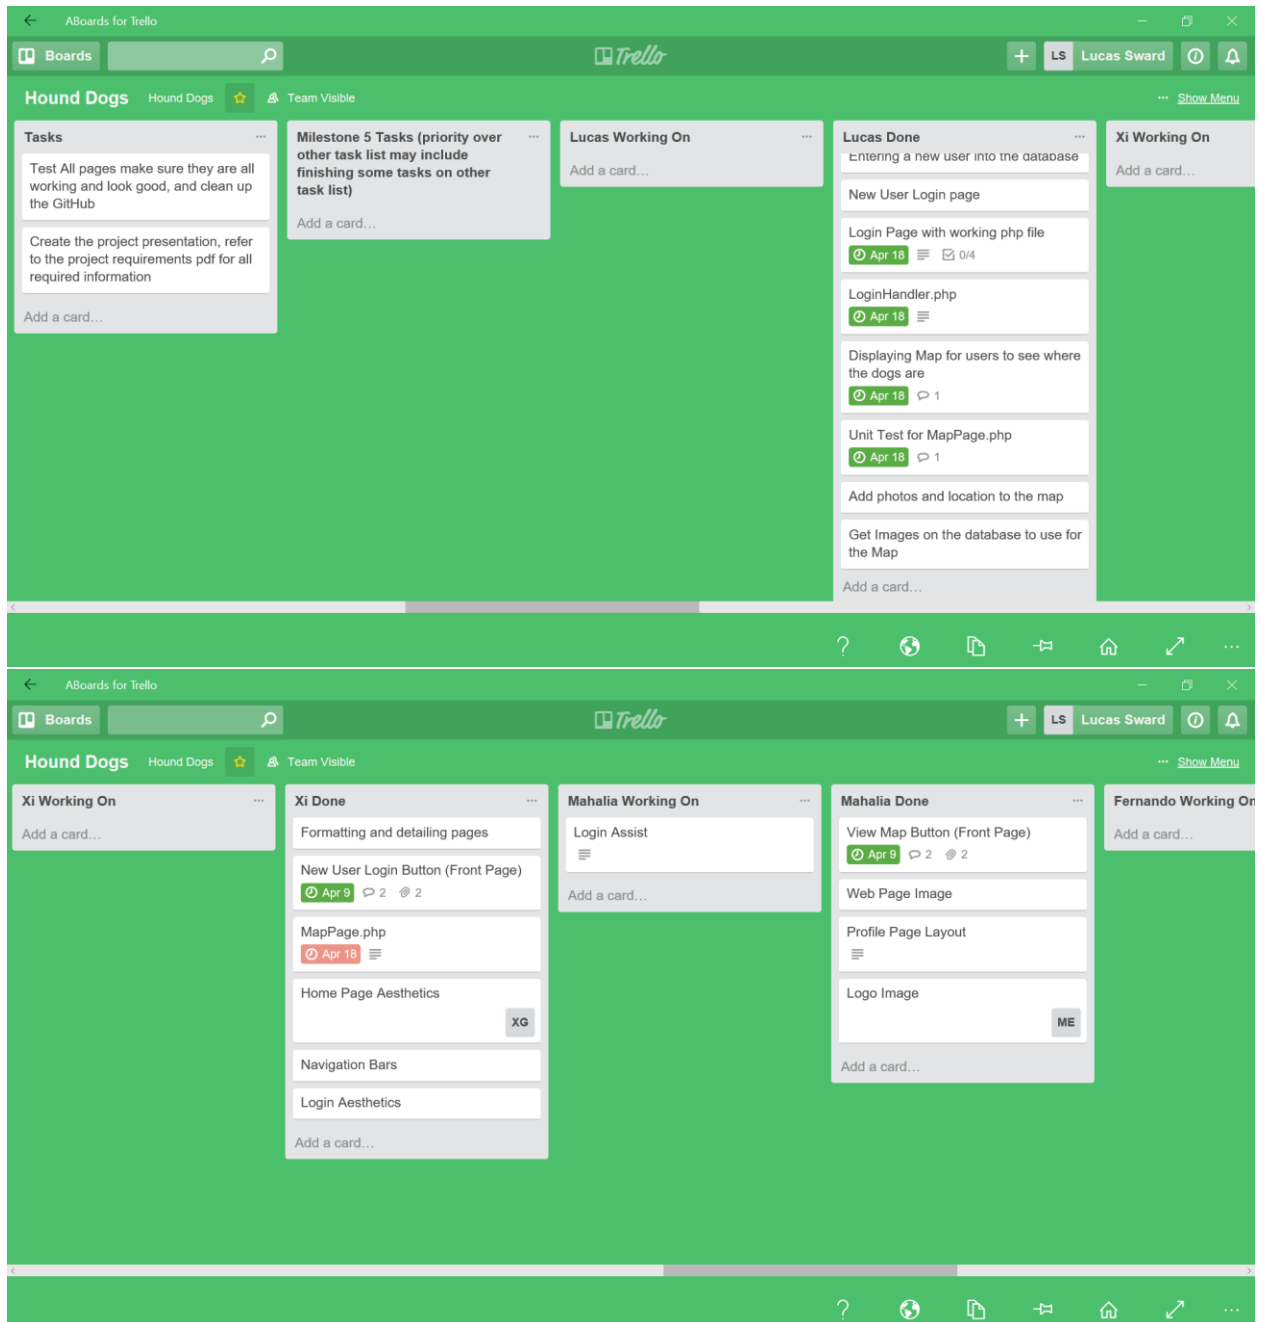 ABoards for Trello
Boards
Trello
LS Lucas Sward
Hound Dogs Hound Dogs Team Visible
Show Menu
Tasks
Test All pages make sure they are all
working and look good, and clean up
the GitHub
Create the project presentation, refer
to the project requirements pdf for all
required information
Add a card...
Milestone 5 Tasks (priority over
other task list may include
finishing some tasks on other
task list)
Add a card...
Lucas Working On
Add a card...
Lucas Done
Entering a new user into the database
New User Login page
Login Page with working php file
Apr 18 0/4
LoginHandler.php
Apr 18
Displaying Map for users to see where
the dogs are
Apr 18 1
Unit Test for MapPage.php
Apr 18 1
Add photos and location to the map
Get Images on the database to use for
the Map
Add a card...
Xi Working On
Add a card...
ABoards for Trello
Boards
Trello
LS Lucas Sward
Hound Dogs Hound Dogs Team Visible
Show Menu
Xi Working On
Add a card...
Xi Done
Formatting and detailing pages
New User Login Button (Front Page)
Apr 9 2 2
MapPage.php
Apr 18
Home Page Aesthetics
XG
Navigation Bars
Login Aesthetics
Add a card...
Mahalia Working On
Login Assist
Add a card...
Mahalia Done
View Map Button (Front Page)
Apr 9 2 2
Web Page Image
Profile Page Layout
Logo Image
ME
Add a card...
Fernando Working On
Add a card...